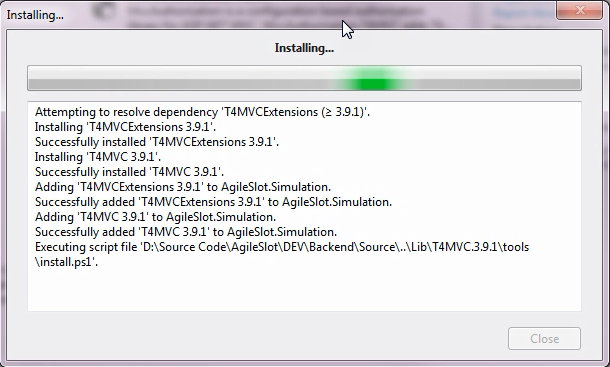 Installing...
Installing...
Attempting to resolve dependency 'T4MVCExtensions (≥ 3.9.1)'.
Installing 'T4MVCExtensions 3.9.1'.
Successfully installed 'T4MVCExtensions 3.9.1'.
Installing 'T4MVC 3.9.1'.
Successfully installed 'T4MVC 3.9.1'.
Adding 'T4MVCExtensions 3.9.1' to AgileSlot.Simulation.
Successfully added 'T4MVCExtensions 3.9.1' to AgileSlot.Simulation.
Adding 'T4MVC 3.9.1' to AgileSlot.Simulation.
Successfully added 'T4MVC 3.9.1' to AgileSlot.Simulation.
Executing script file 'D:\Source Code\AgileSlot\DEV\Backend\Source\..\Lib\T4MVC.3.9.1\tools
\install.ps1'.
Close